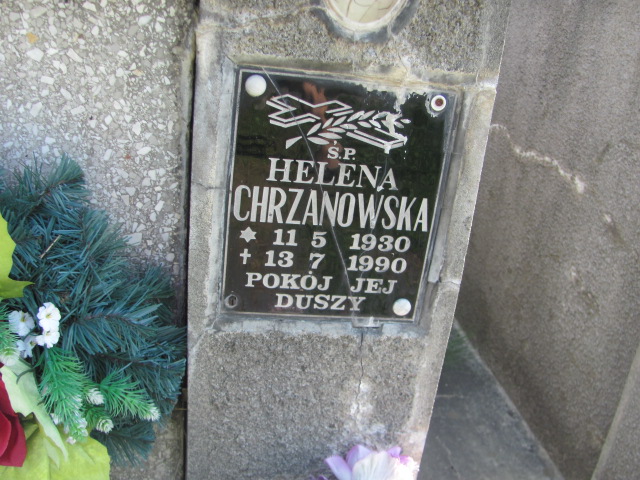 Ś.P.
HELENA
CHRZANOWSKA
11 5 1930
✝ 13 7 1990
POKÓJ JEJ
DUSZY